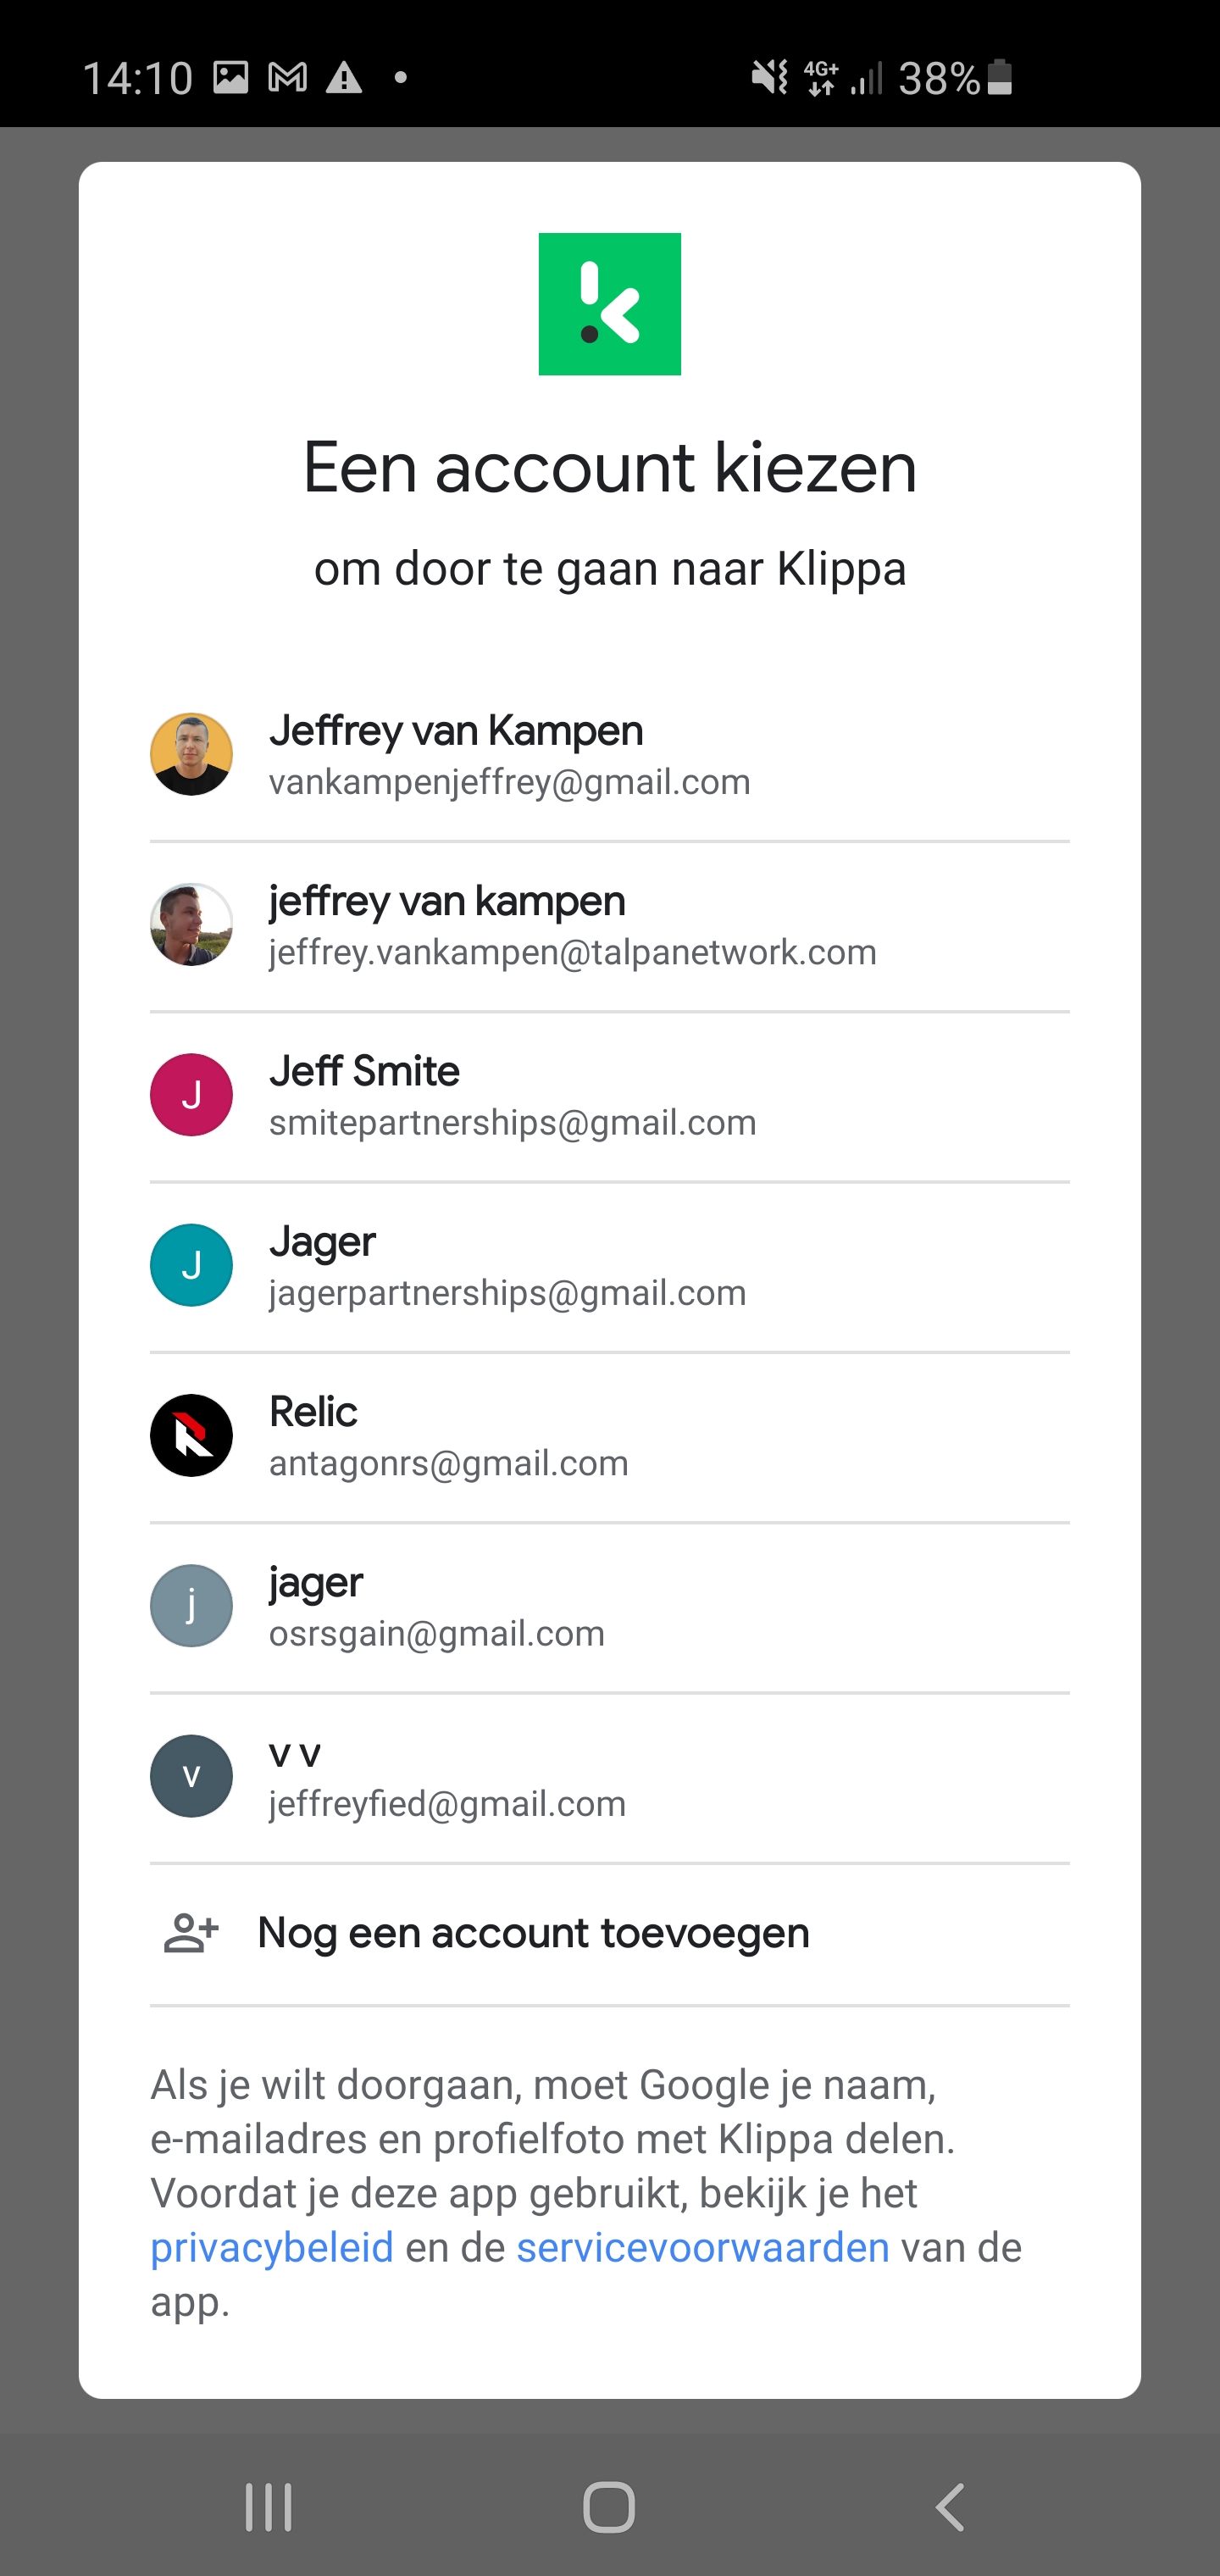 14:10
4G+
38%
Een account kiezen
om door te gaan naar Klippa
Jeffrey van Kampen
vankampenjeffrey@gmail.com
jeffrey van kampen
jeffrey.vankampen@talpanetwork.com
J
Jeff Smite
smitepartnerships@gmail.com
J
Jager
jagerpartnerships@gmail.com
Relic
antagonrs@gmail.com
j
jager
osrsgain@gmail.com
v
v v
jeffreyfied@gmail.com
Nog een account toevoegen
Als je wilt doorgaan, moet Google je naam,
e-mailadres en profielfoto met Klippa delen.
Voordat je deze app gebruikt, bekijk je het
privacybeleid en de servicevoorwaarden van de
app.